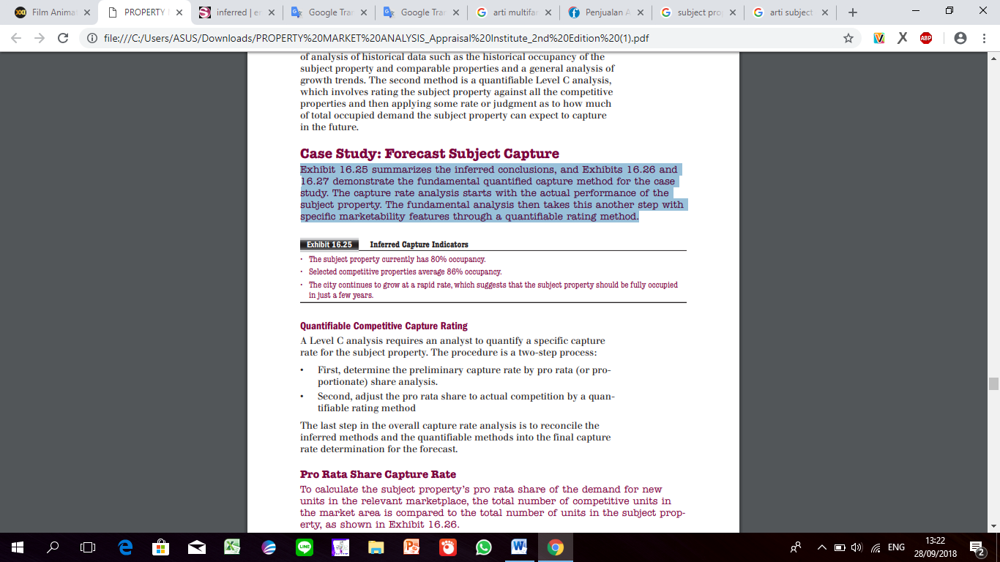 Film Animas
PROPERTY
inferred | er
Google Tran
Google Tran
arti multifar
Penjualan A
subject pro
arti subject
file:///C:/Users/ASUS/Downloads/PROPERTY%20MARKET%20ANALYSIS_Appraisal%20Institute_2nd%20Edition%20(1).pdf
ABP
of analysis of historical data such as the historical occupancy of the
subject property and comparable properties and a general analysis of
growth trends. The second method is a quantifiable Level C analysis,
which involves rating the subject property against all the competitive
properties and then applying some rate or judgment as to how much
of total occupied demand the subject property can expect to capture
in the future.
Case Study: Forecast Subject Capture
Exhibit 16.25 summarizes the inferred conclusions, and Exhibits 16.26 and
16.27 demonstrate the fundamental quantified capture method for the case
study. The capture rate analysis starts with the actual performance of the
subject property. The fundamental analysis then takes this another step with
specific marketability features through a quantifiable rating method.
Exhibit 16.25 Inferred Capture Indicators
· The subject property currently has 80% occupancy.
· Selected competitive properties average 86% occupancy.
· The city continues to grow at a rapid rate, which suggests that the subject property should be fully occupied
in just a few years.
Quantifiable Competitive Capture Rating
A Level C analysis requires an analyst to quantify a specific capture
rate for the subject property. The procedure is a two-step process:
• First, determine the preliminary capture rate by pro rata (or pro-
portionate) share analysis.
• Second, adjust the pro rata share to actual competition by a quan-
tifiable rating method
The last step in the overall capture rate analysis is to reconcile the
inferred methods and the quantifiable methods into the final capture
rate determination for the forecast.
Pro Rata Share Capture Rate
To calculate the subject property's pro rata share of the demand for new
units in the relevant marketplace, the total number of competitive units in
the market area is compared to the total number of units in the subject prop-
erty, as shown in Exhibit 16.26.
ENG
13:22
28/09/2018
2